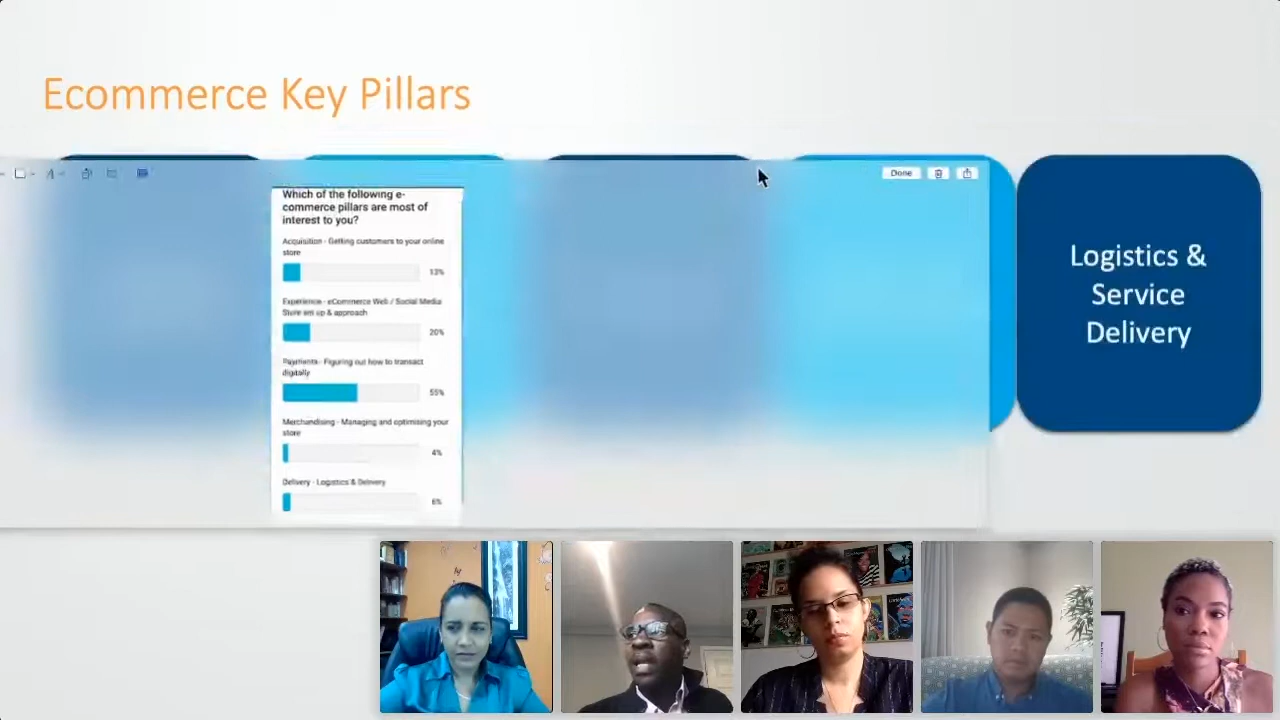 Ecommerce Key Pillars
Done
Which of the following e-
commerce pillars are most of
interest to you?
Acquisition - Getting customers to your online
store
13%
Experience - eCommerce Web / Social Media
Store set up & approach
20%
Payments - Figuring out how to transact
digitally
55%
Merchandising - Managing and optimising your
store
4%
Delivery - Logistics & Delivery
6%
Logistics &
Service
Delivery